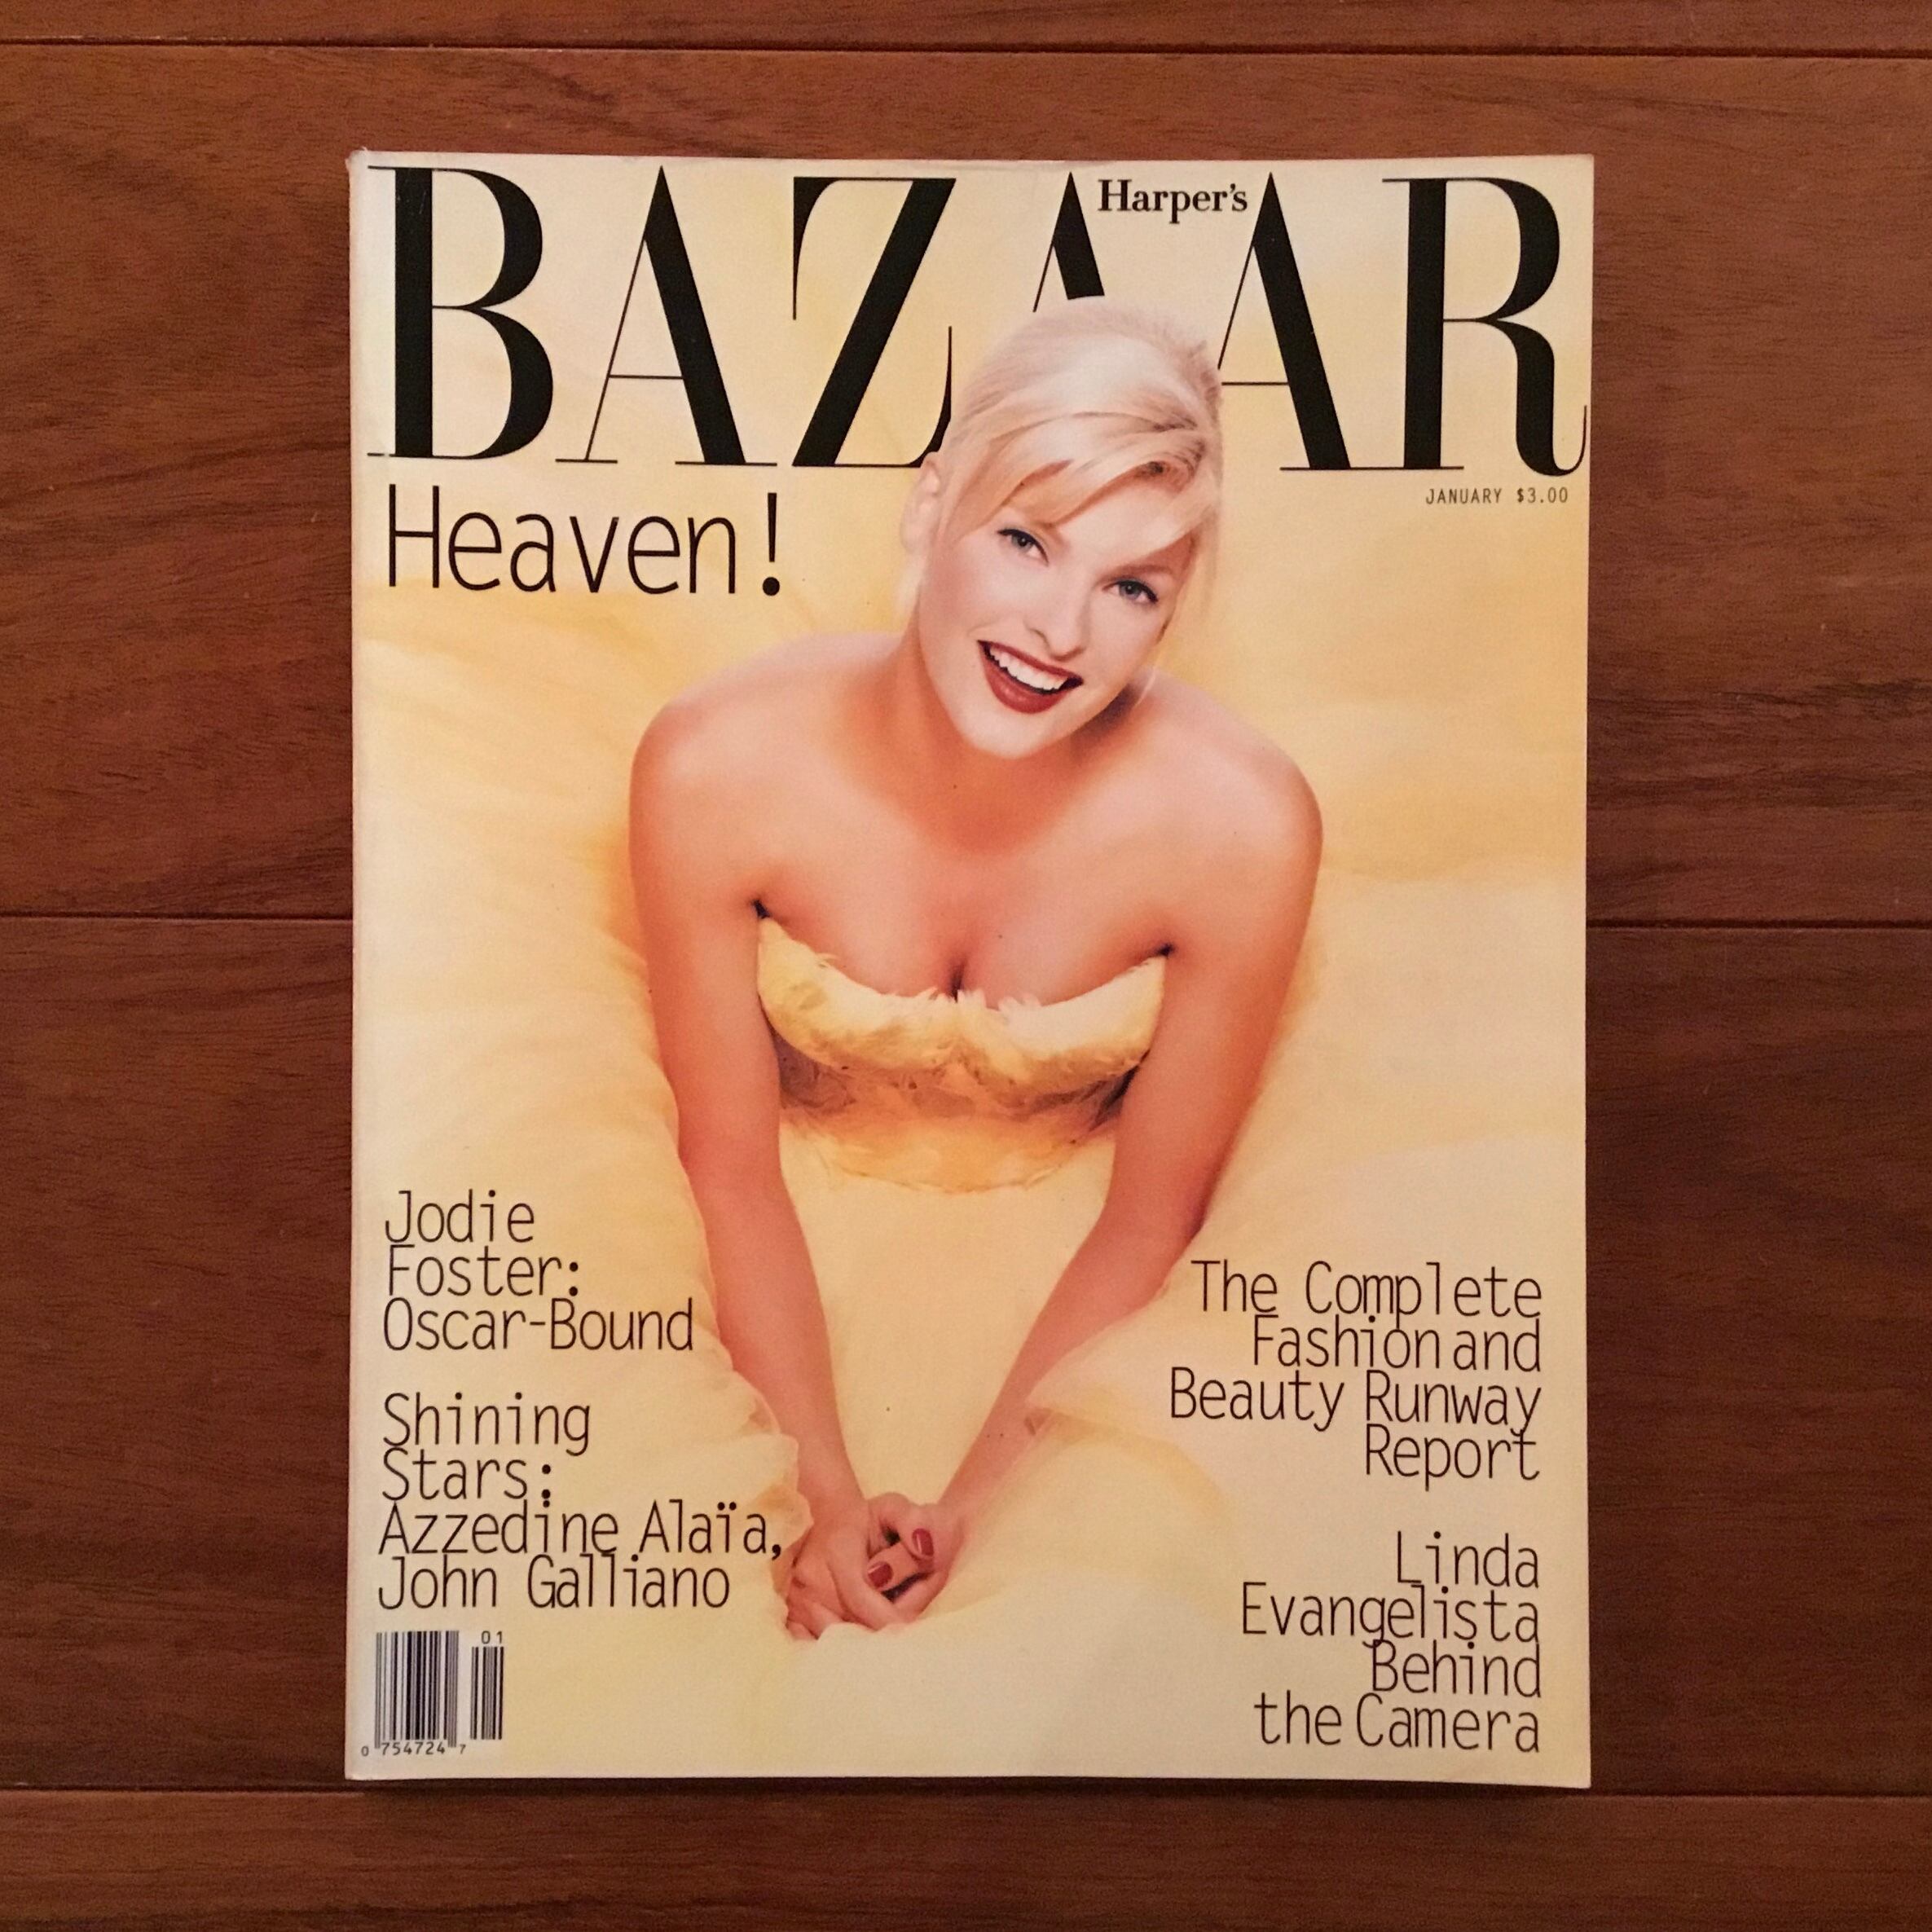 BAZAAR
Harper's
JANUARY $3.00
Heaven!
Jodie
Foster:
Oscar-Bound
Shining
Stars:
Azzedine Alaïa,
John Galliano
The Complete
Fashion and
Beauty Runway
Report
Linda
Evangelista
Behind
the Camera
01
0 754724 7